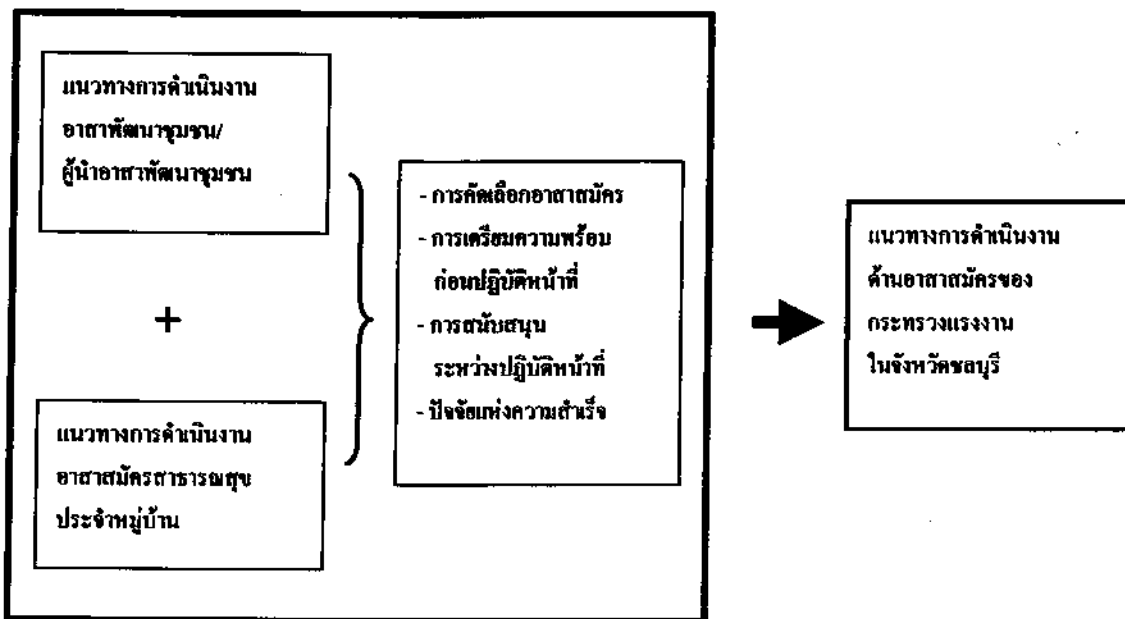 แนวทางการดำเนินงาน
อาสาพัฒนาชุมชน/
ผู้นำอาสาพัฒนาชุมชน
+
แนวทางการดำเนินงาน
อาสาสมัครสาธารณสุข
ประจำหมู่บ้าน
- การคัดเลือกอาสาสมัคร
- การเตรียมความพร้อม
ก่อนปฏิบัติหน้าที่
- การสนับสนุน
ระหว่างปฏิบัติหน้าที่
- ปัจจัยแห่งความสำเร็จ
แนวทางการดำเนินงาน
ด้านอาสาสมัครของ
กระทรวงแรงงาน
ในจังหวัดชลบุรี